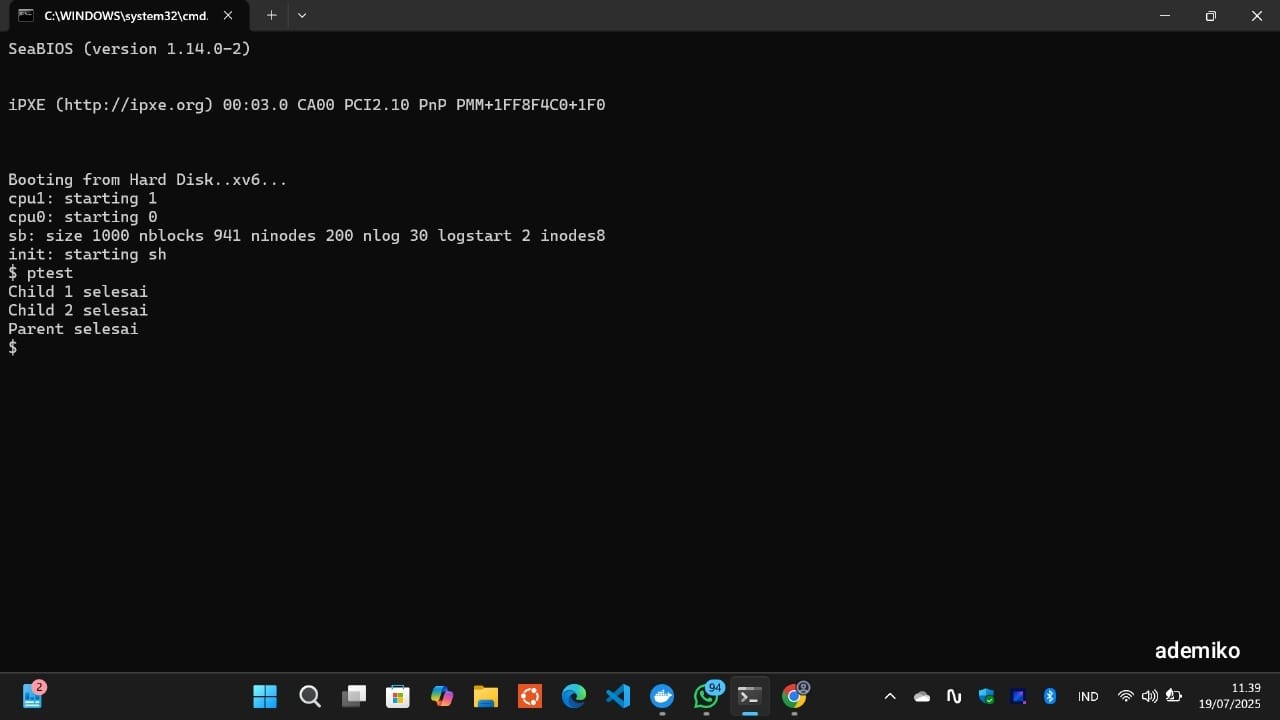 C:\WINDOWS\system32\cmd.
SeaBIOS (version 1.14.0-2)
iPXE (http://ipxe.org) 00:03.0 CA00 PCI2.10 PnP PMM+1FF8F4C0+1F0
Booting from Hard Disk..xv6...
cpu1: starting 1
cpu0: starting 0
sb: size 1000 nblocks 941 ninodes 200 nlog 30 logstart 2 inodes8
init: starting sh
$ ptest
Child 1 selesai
Child 2 selesai
Parent selesai
$
ademiko
2
94
IND
11.39
19/07/2025